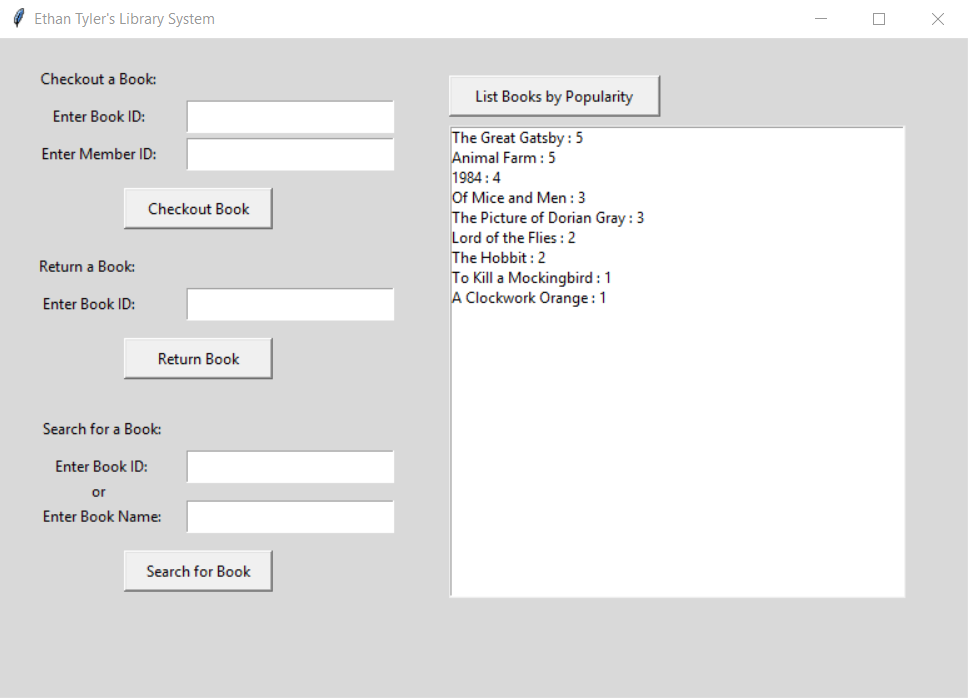 Ethan Tyler's Library System
Checkout a Book:
Enter Book ID:
Enter Member ID:
Checkout Book
Return a Book:
Enter Book ID:
Return Book
Search for a Book:
Enter Book ID:
or
Enter Book Name:
Search for Book
List Books by Popularity
The Great Gatsby : 5
Animal Farm : 5
1984 : 4
Of Mice and Men : 3
The Picture of Dorian Gray : 3
Lord of the Flies : 2
The Hobbit : 2
To Kill a Mockingbird : 1
A Clockwork Orange : 1